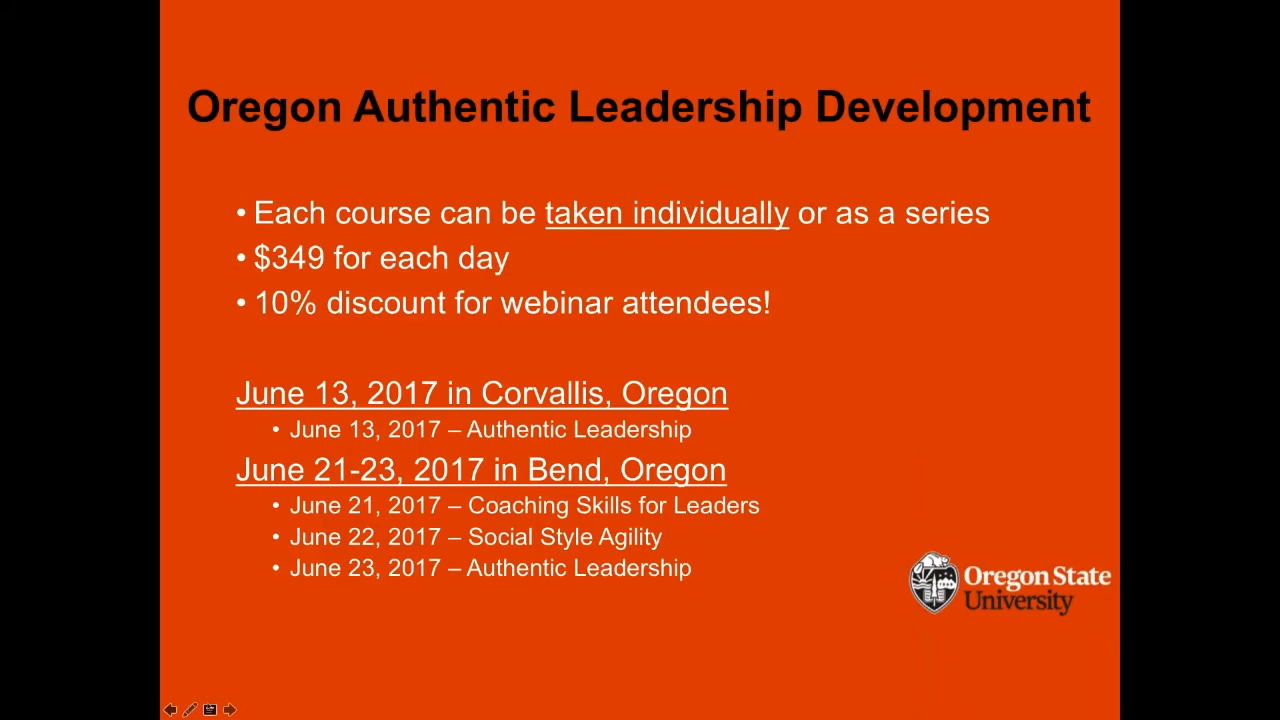 Oregon Authentic Leadership Development
• Each course can be taken individually or as a series
• $349 for each day
• 10% discount for webinar attendees!
June 13, 2017 in Corvallis, Oregon
• June 13, 2017 – Authentic Leadership
June 21-23, 2017 in Bend, Oregon
• June 21, 2017 – Coaching Skills for Leaders
• June 22, 2017 – Social Style Agility
• June 23, 2017 – Authentic Leadership
Oregon State
University